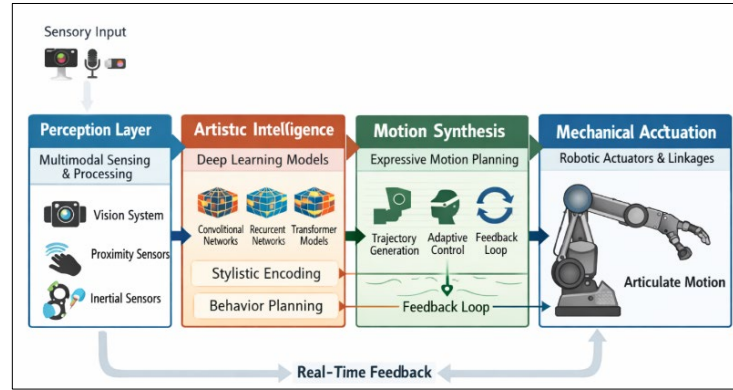 Sensory Input
Perception Layer
Multimodal Sensing
& Processing
Vision System
Proximity Sensors
Inertial Sensors
Artistic Intelligence
Deep Learning Models
Convolitional
Networks
Recurcent
Networks
Transformer
Models
Stylistic Encoding
Behavior Planning
Motion Synthesis
Expressive Motion Planning
Trajectory
Generation
Adaptive
Control
Feedback
Loop
Feedback Loop
Mechanical Acctuation
Robotic Actuators & Linkages
Articulate Motion
Real-Time Feedback